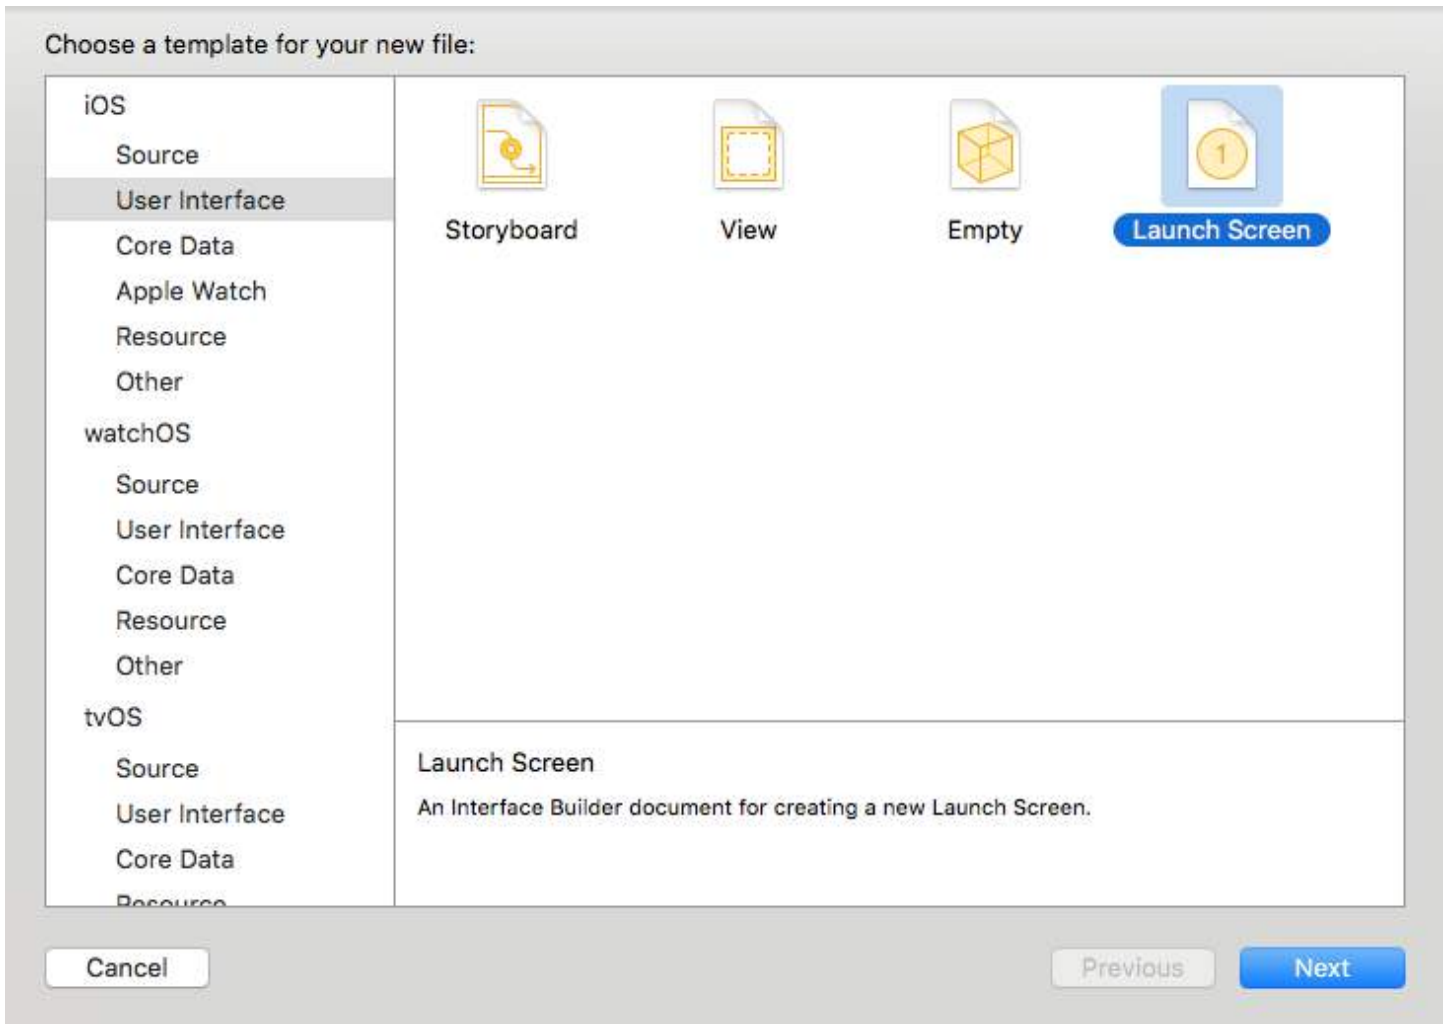 Choose a template for your new file:
iOS
Source
User Interface
Core Data
Apple Watch
Resource
Other
watchOS
Source
User Interface
Core Data
Resource
Other
tvOS
Source
User Interface
Core Data
Resource
Storyboard
View
Empty
1
Launch Screen
Launch Screen
An Interface Builder document for creating a new Launch Screen.
Cancel
Previous
Next